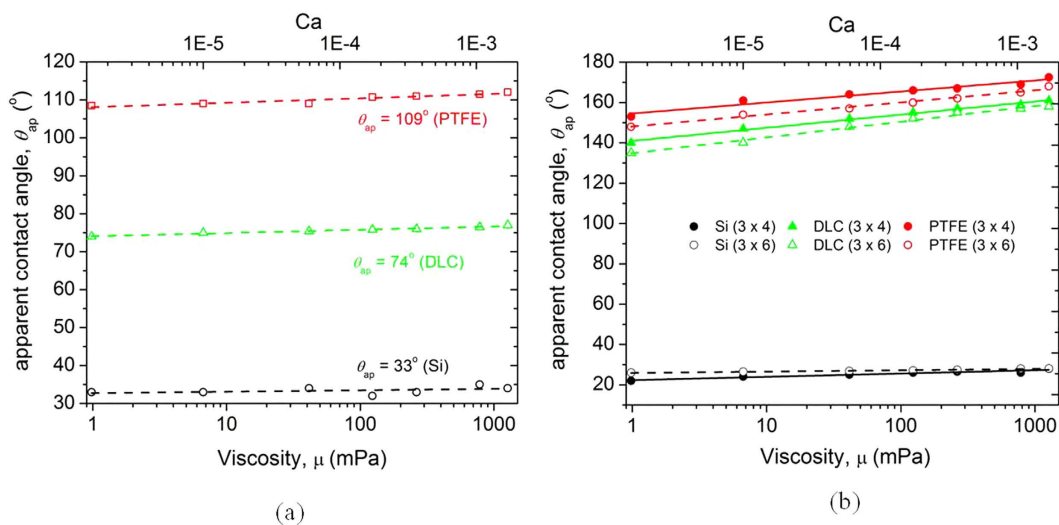 Ca
1E-5 1E-4 1E-3
120
110
100
90
80
70
60
50
40
30
apparent contact angle, θap (°)
θap = 109° (PTFE)
θap = 74° (DLC)
θap = 33° (Si)
1 10 100 1000
Viscosity, μ (mPa)
(a)
Ca
1E-5 1E-4 1E-3
180
160
140
120
100
80
60
40
20
apparent contact angle, θap (°)
Si (3 x 4) DLC (3 x 4) PTFE (3 x 4)
Si (3 x 6) DLC (3 x 6) PTFE (3 x 6)
1 10 100 1000
Viscosity, μ (mPa)
(b)